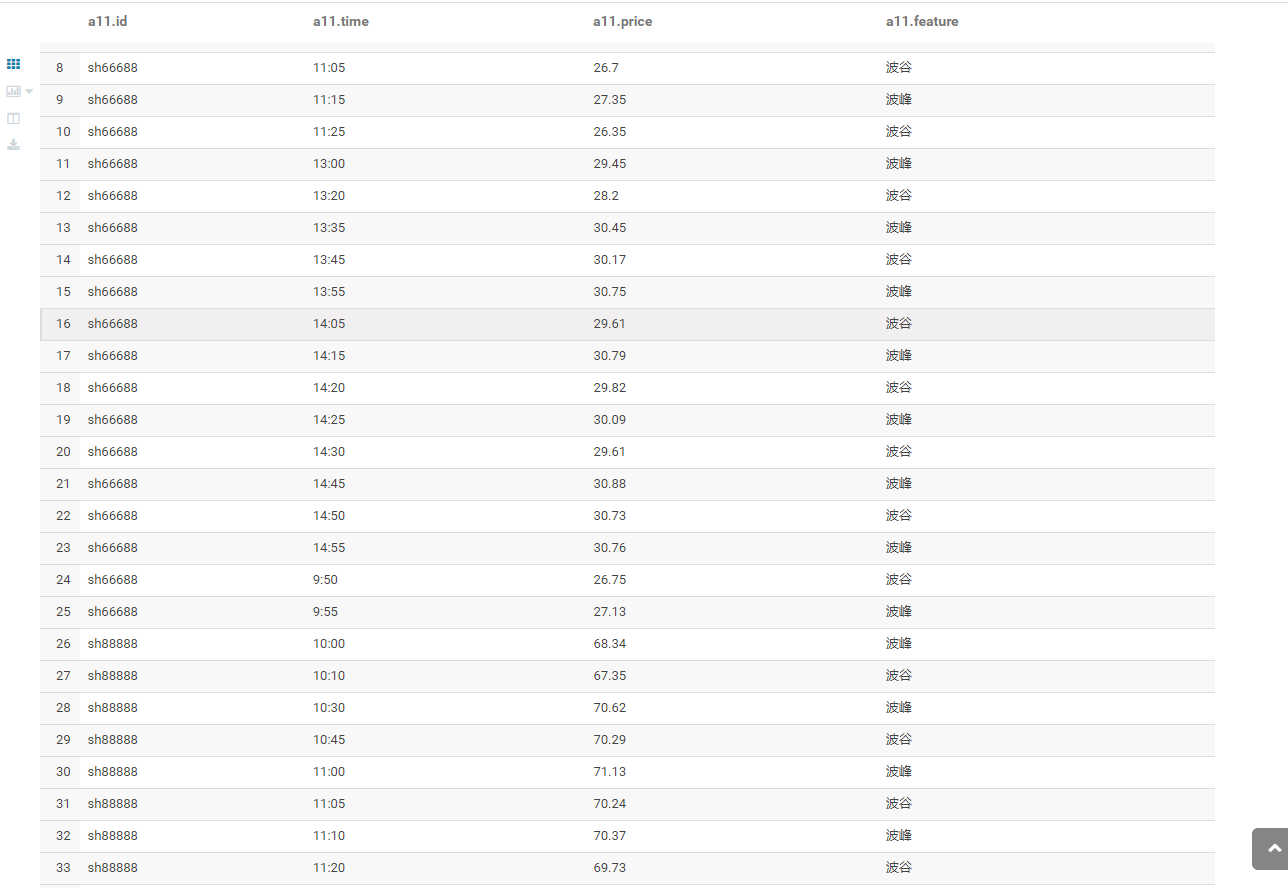 a11.id a11.time a11.price a11.feature
8 sh66688 11:05 26.7 波谷
9 sh66688 11:15 27.35 波峰
10 sh66688 11:25 26.35 波谷
11 sh66688 13:00 29.45 波峰
12 sh66688 13:20 28.2 波谷
13 sh66688 13:35 30.45 波峰
14 sh66688 13:45 30.17 波谷
15 sh66688 13:55 30.75 波峰
16 sh66688 14:05 29.61 波谷
17 sh66688 14:15 30.79 波峰
18 sh66688 14:20 29.82 波谷
19 sh66688 14:25 30.09 波峰
20 sh66688 14:30 29.61 波谷
21 sh66688 14:45 30.88 波峰
22 sh66688 14:50 30.73 波谷
23 sh66688 14:55 30.76 波峰
24 sh66688 9:50 26.75 波谷
25 sh66688 9:55 27.13 波峰
26 sh88888 10:00 68.34 波峰
27 sh88888 10:10 67.35 波谷
28 sh88888 10:30 70.62 波峰
29 sh88888 10:45 70.29 波谷
30 sh88888 11:00 71.13 波峰
31 sh88888 11:05 70.24 波谷
32 sh88888 11:10 70.37 波峰
33 sh88888 11:20 69.73 波谷